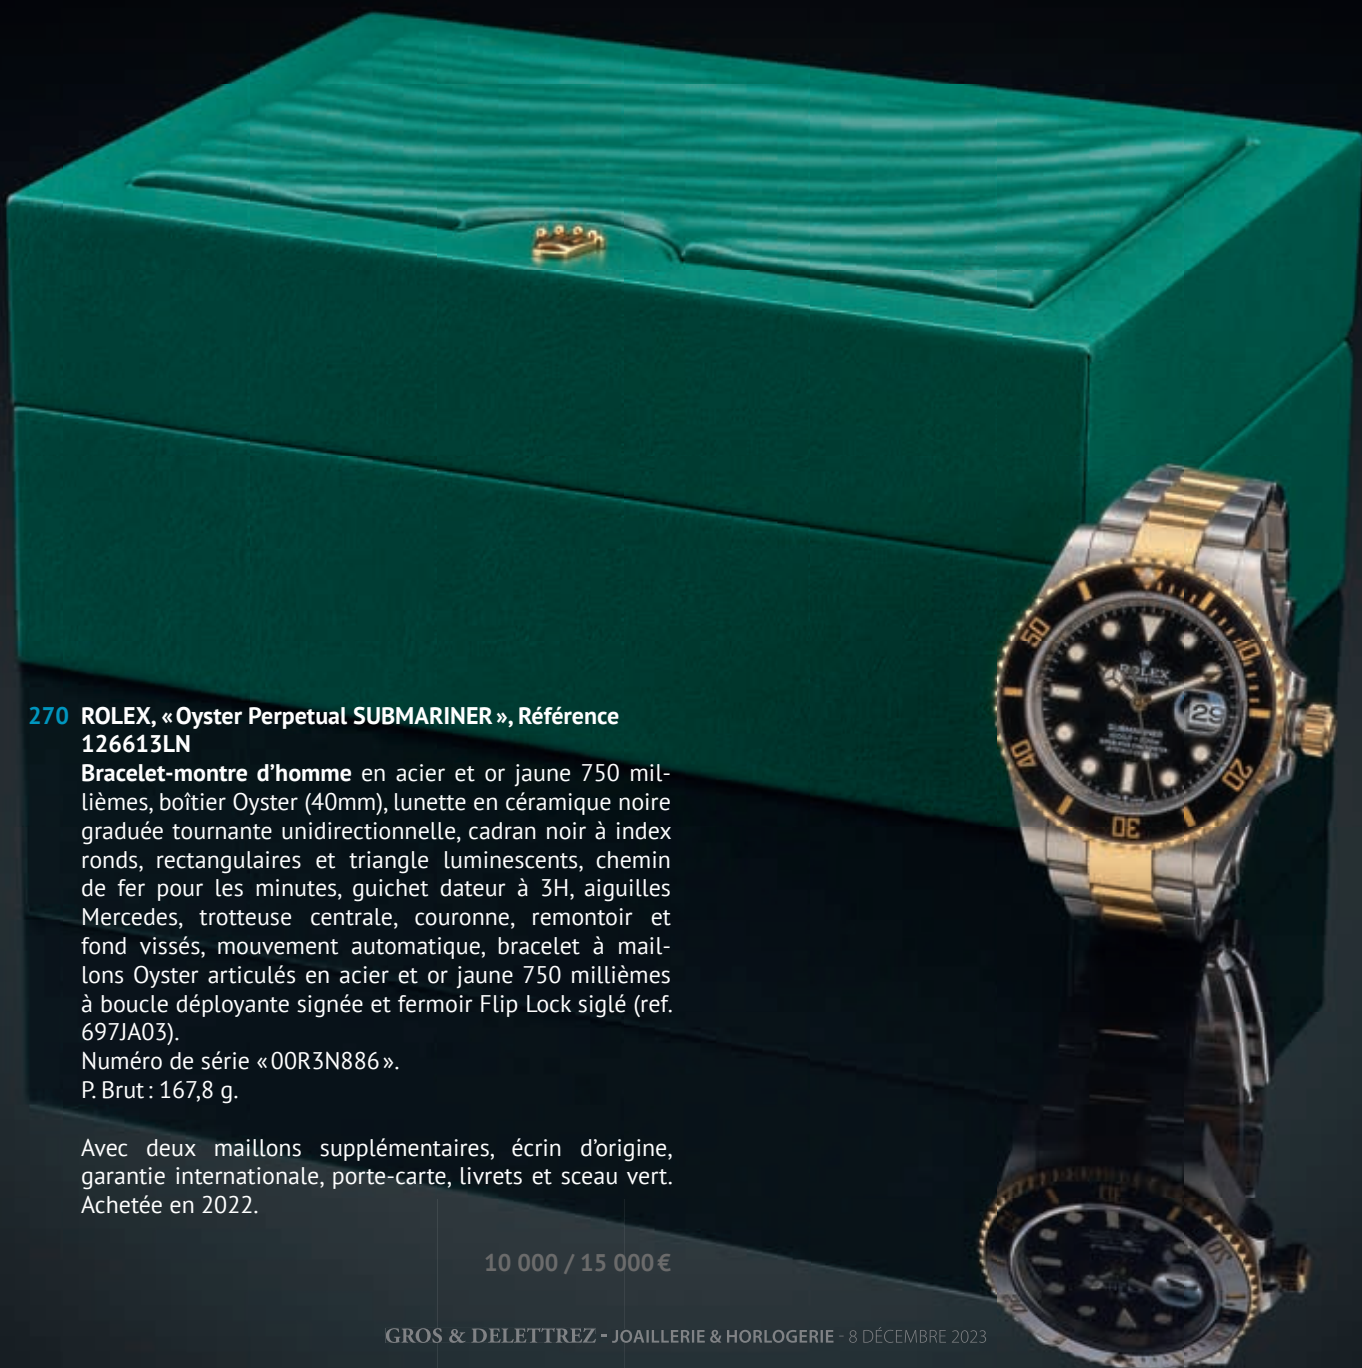 270 ROLEX, « Oyster Perpetual SUBMARINER », Référence
126613LN
Bracelet-montre d'homme en acier et or jaune 750 mil-
lièmes, boîtier Oyster (40mm), lunette en céramique noire
graduée tournante unidirectionnelle, cadran noir à index
ronds, rectangulaires et triangle luminescents, chemin
de fer pour les minutes, guichet dateur à 3H, aiguilles
Mercedes, trotteuse centrale, couronne, remontoir et
fond vissés, mouvement automatique, bracelet à mail-
lons Oyster articulés en acier et or jaune 750 millièmes
à boucle déployante signée et fermoir Flip Lock siglé (ref.
697JA03).
Numéro de série « 00R3N886 ».
P. Brut : 167,8 g.
Avec deux maillons supplémentaires, écrin d'origine,
garantie internationale, porte-carte, livrets et sceau vert.
Achetée en 2022.
10 000 / 15 000 €
GROS & DELETTREZ - JOAILLERIE & HORLOGERIE - 8 DÉCEMBRE 2023
50
10
ROLEX
29
SUBMARINER
40
20
30